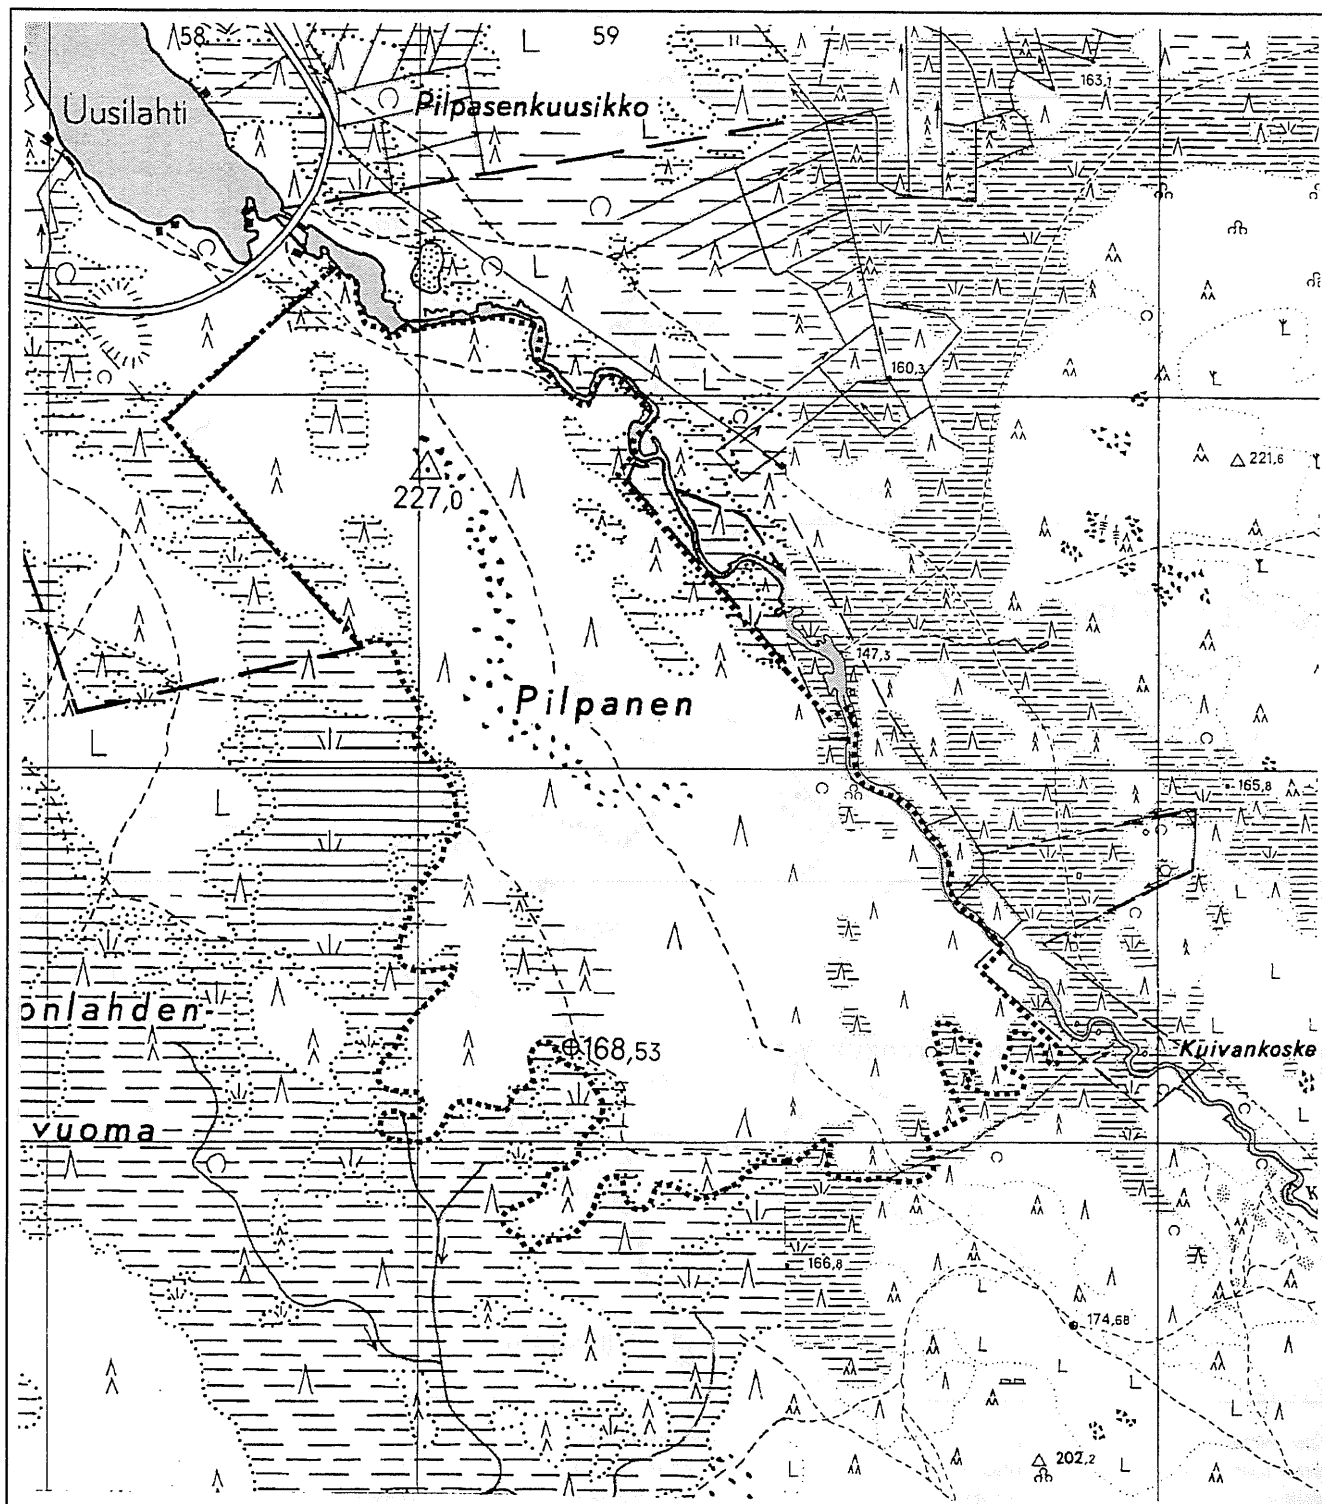 58
59
163,1
Uusilahti
Pilpasenkuusikko
160,3
221,6
227,0
147,3
Pilpanen
165,8
onlahden
168,53
Kuivankoske
vuoma
K
166,8
174,68
202,2